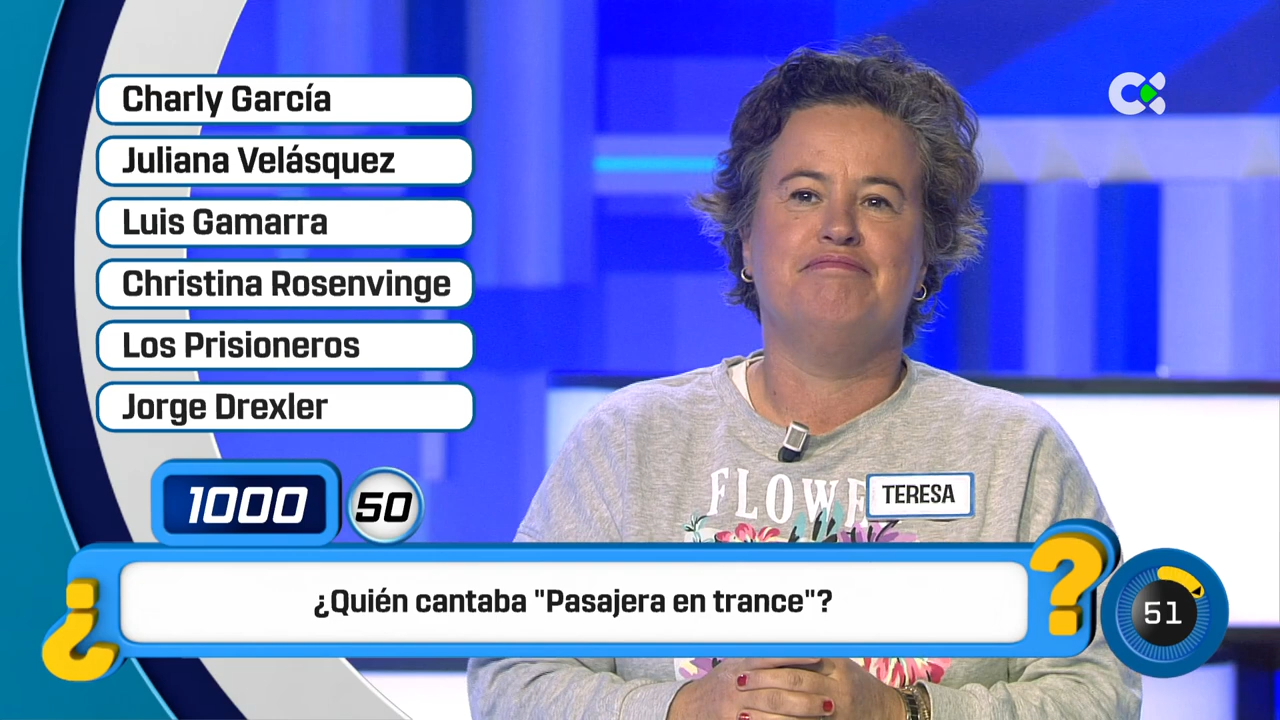 Charly García
Juliana Velásquez
Luis Gamarra
Christina Rosenvinge
Los Prisioneros
Jorge Drexler
1000
50
FLOWE
TERESA
¿Quién cantaba "Pasajera en trance"?
51